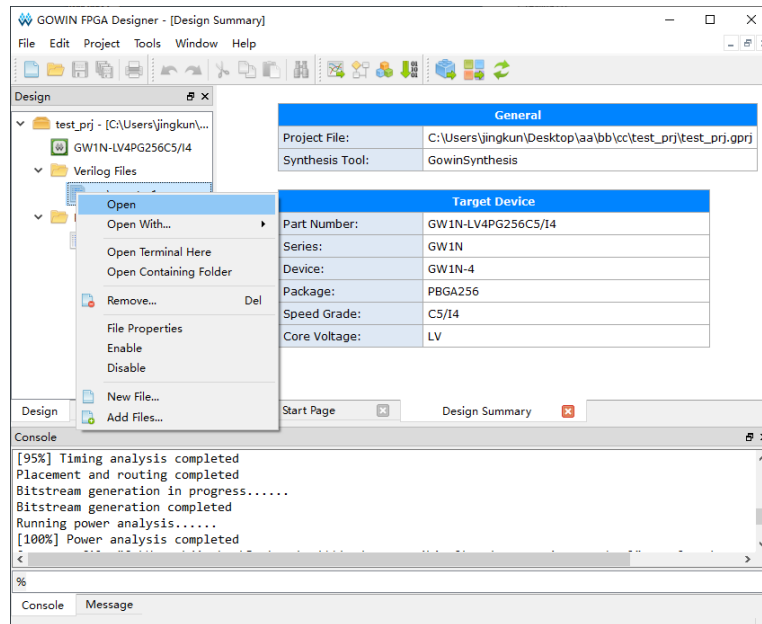 GOWIN FPGA Designer - [Design Summary]
File Edit Project Tools Window Help
Design
test_prj - [C:\Users\jingkun\...
GW1N-LV4PG256C5/I4
Verilog Files
Open
Open With...
Open Terminal Here
Open Containing Folder
Remove... Del
File Properties
Enable
Disable
New File...
Add Files...
General
Project File: C:\Users\jingkun\Desktop\aa\bb\cc\test_prj\test_prj.gprj
Synthesis Tool: GowinSynthesis
Target Device
Part Number: GW1N-LV4PG256C5/I4
Series: GW1N
Device: GW1N-4
Package: PBGA256
Speed Grade: C5/I4
Core Voltage: LV
Design
Start Page
Design Summary
Console
[95%] Timing analysis completed
Placement and routing completed
Bitstream generation in progress......
Bitstream generation completed
Running power analysis......
[100%] Power analysis completed
%
Console Message